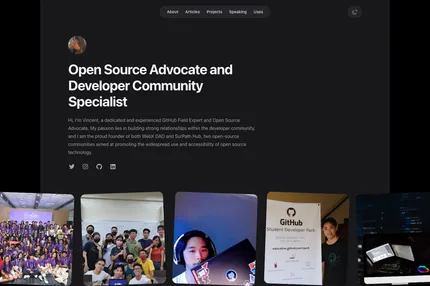 About Articles Projects Speaking Uses
Open Source Advocate and
Developer Community
Specialist
Hi, I'm Vincent, a dedicated and experienced GitHub Field Expert and Open Source
Advocate. My passion lies in building strong relationships within the developer community,
and I am the proud founder of both WebX DAO and SurPath Hub, two open-source
communities aimed at promoting the widespread use and accessibility of open source
technology.
GitHub
Student Developer Pack